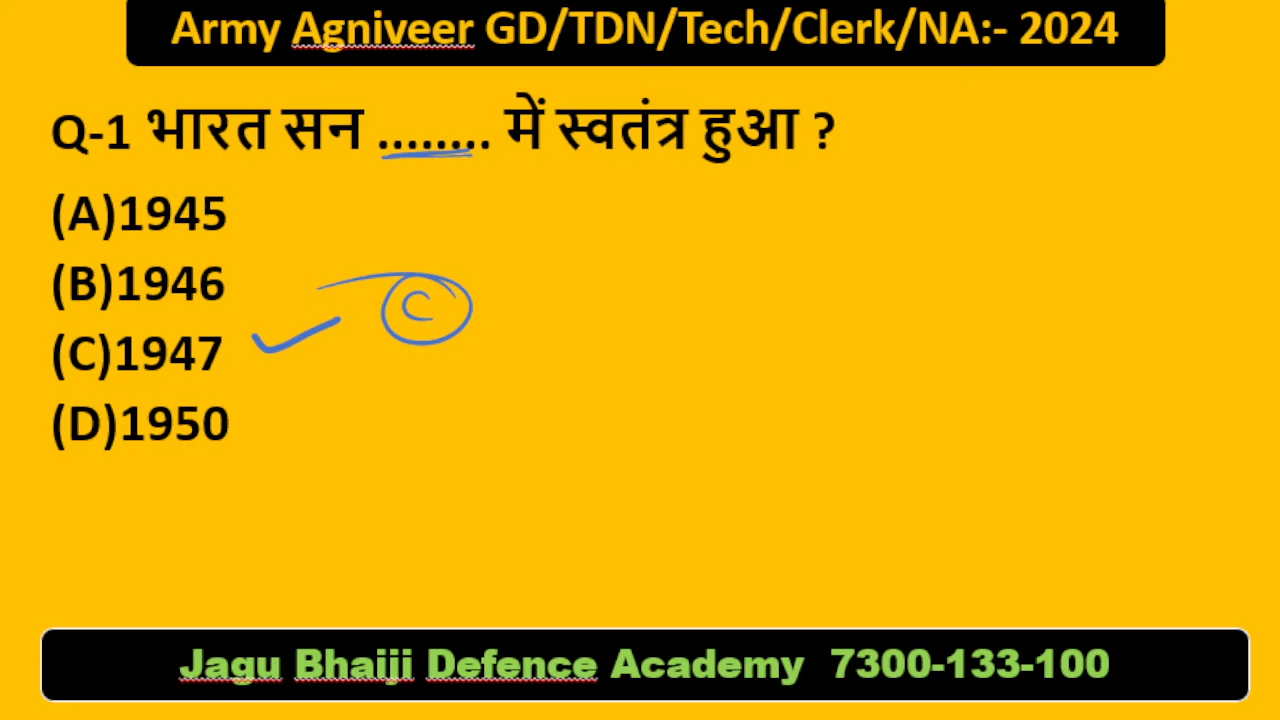 Army Agniveer GD/TDN/Tech/Clerk/NA:- 2024
Q-1 भारत सन ........ में स्वतंत्र हुआ ?
(A)1945
(B)1946
C
(C)1947
(D)1950
Jagu Bhaiji Defence Academy 7300-133-100